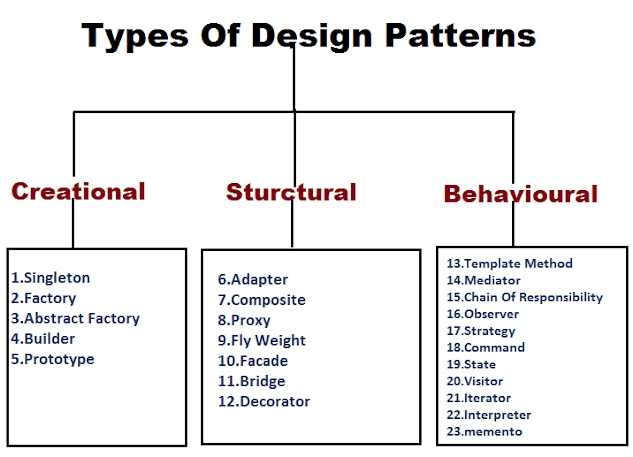 Types Of Design Patterns
Creational
Sturctural
Behavioural
1.Singleton
2.Factory
3.Abstract Factory
4.Builder
5.Prototype
6.Adapter
7.Composite
8.Proxy
9.Fly Weight
10.Facade
11.Bridge
12.Decorator
13.Template Method
14.Mediator
15.Chain Of Responsibility
16.Observer
17.Strategy
18.Command
19.State
20.Visitor
21.Iterator
22.Interpreter
23.memento